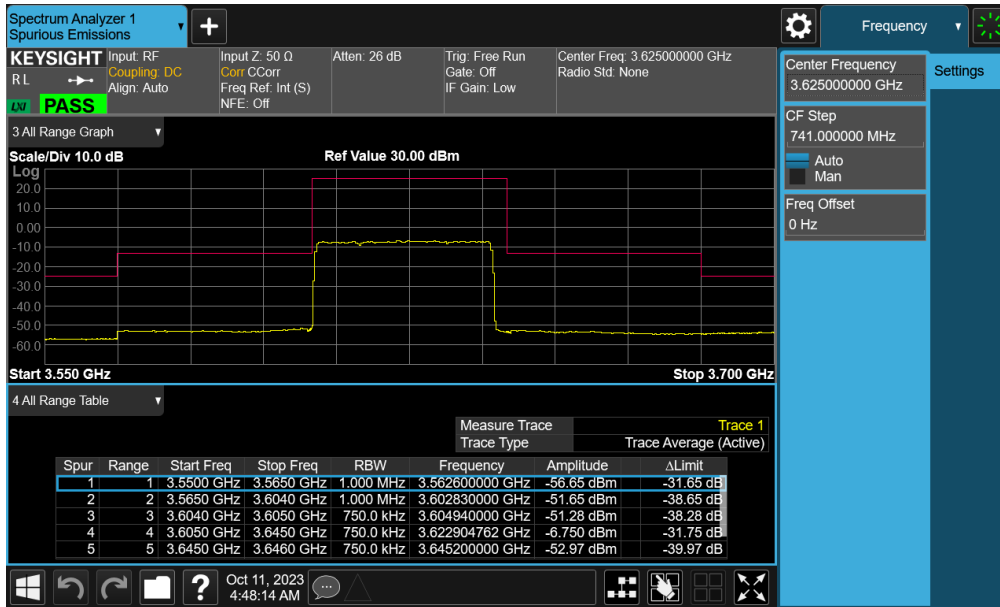 Spectrum Analyzer 1
Spurious Emissions
Frequency
KEYSIGHT
R L
LXI
PASS
Input: RF
Coupling: DC
Align: Auto
Input Z: 50 Ω
Corr CCorr
Freq Ref: Int (S)
NFE: Off
Atten: 26 dB
Trig: Free Run
Gate: Off
IF Gain: Low
Center Freq: 3.625000000 GHz
Radio Std: None
Center Frequency
3.625000000 GHz
Settings
CF Step
741.000000 MHz
Auto
Man
Freq Offset
0 Hz
3 All Range Graph
Scale/Div 10.0 dB
Ref Value 30.00 dBm
Log
20.0
10.0
0.00
-10.0
-20.0
-30.0
-40.0
-50.0
-60.0
Start 3.550 GHz
Stop 3.700 GHz
4 All Range Table
Measure Trace Trace 1
Trace Type Trace Average (Active)
Spur Range Start Freq Stop Freq RBW Frequency Amplitude ΔLimit
1 1 3.5500 GHz 3.5650 GHz 1.000 MHz 3.562600000 GHz -56.65 dBm -31.65 dB
2 2 3.5650 GHz 3.6040 GHz 1.000 MHz 3.602830000 GHz -51.65 dBm -38.65 dB
3 3 3.6040 GHz 3.6050 GHz 750.0 kHz 3.604940000 GHz -51.28 dBm -38.28 dB
4 4 3.6050 GHz 3.6450 GHz 750.0 kHz 3.622904762 GHz -6.750 dBm -31.75 dB
5 5 3.6450 GHz 3.6460 GHz 750.0 kHz 3.645200000 GHz -52.97 dBm -39.97 dB
?
Oct 11, 2023
4:48:14 AM